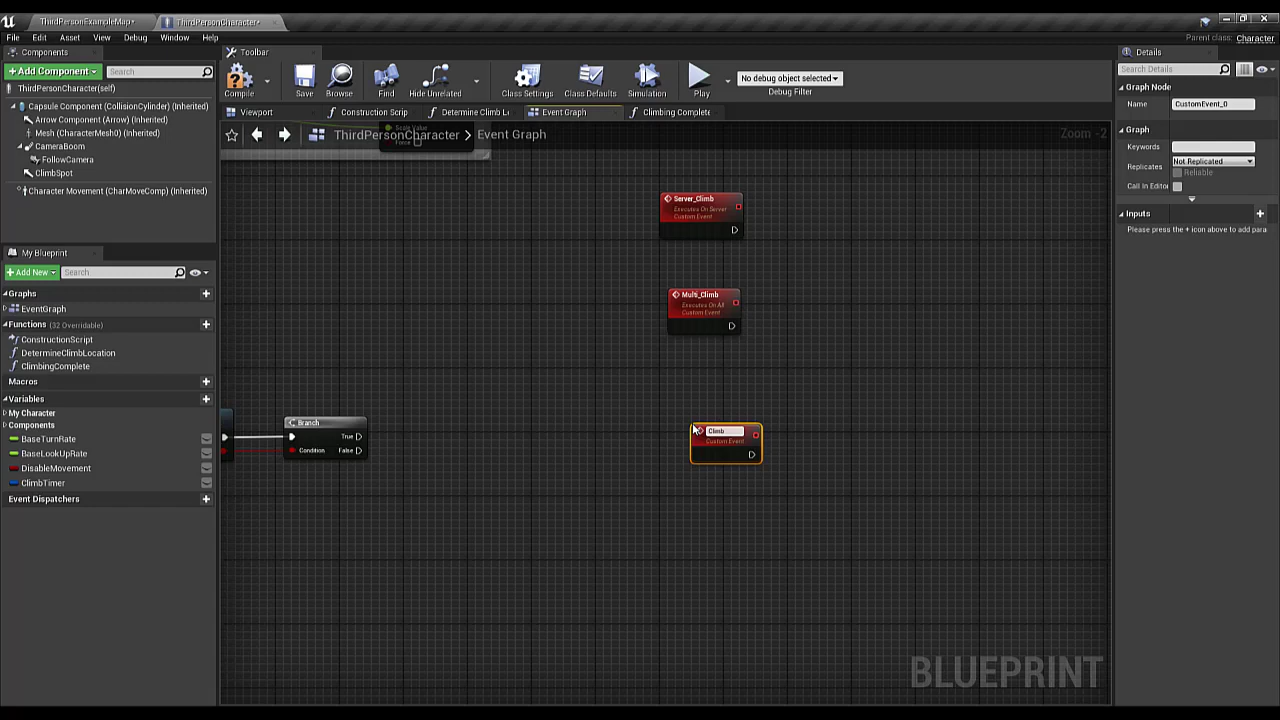 ThirdPersonExampleMap•
ThirdPersonCharacter•
File Edit Asset View Debug Window Help
Parent class: Character
Components
+Add Component
Search
ThirdPersonCharacter(self)
Capsule Component (CollisionCylinder) (Inherited)
Arrow Component (Arrow) (Inherited)
Mesh (CharacterMesh0) (Inherited)
CameraBoom
FollowCamera
ClimbSpot
Character Movement (CharMoveComp) (Inherited)
My Blueprint
+Add New
Search
Graphs
EventGraph
Functions (32 Overridable)
ConstructionScript
DetermineClimbLocation
ClimbingComplete
Macros
Variables
My Character
Components
BaseTurnRate
BaseLookUpRate
DisableMovement
ClimbTimer
Event Dispatchers
Toolbar
Compile
Save
Browse
Find
Hide Unrelated
Class Settings
Class Defaults
Simulation
Play
No debug object selected
Debug Filter
Viewport
Construction Scrip
Determine Climb L
Event Graph
Climbing Complete
ThirdPersonCharacter > Event Graph
Zoom -2
Scale Value
Force
Server_Climb
Executes On Server
Custom Event
Multi_Climb
Executes On All
Custom Event
Branch
True
Condition False
Climb
Custom Event
BLUEPRINT
Details
Search Details
Graph Node
Name CustomEvent_0
Graph
Keywords
Replicates Not Replicated
Reliable
Call In Editor
Inputs
Please press the + icon above to add para